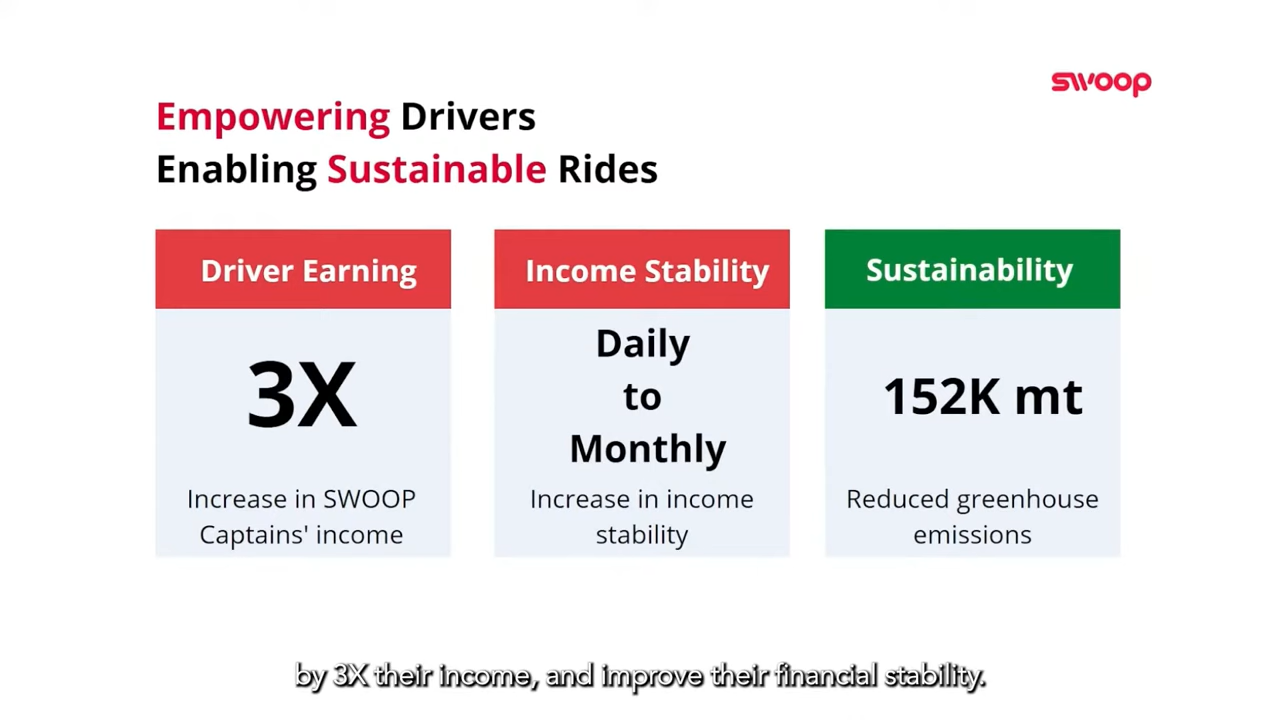 swoop
Empowering Drivers
Enabling Sustainable Rides
Driver Earning
3X
Increase in SWOOP
Captains' income
Income Stability
Daily
to
Monthly
Increase in income
stability
Sustainability
152K mt
Reduced greenhouse
emissions
by 3X their income, and improve their financial stability.